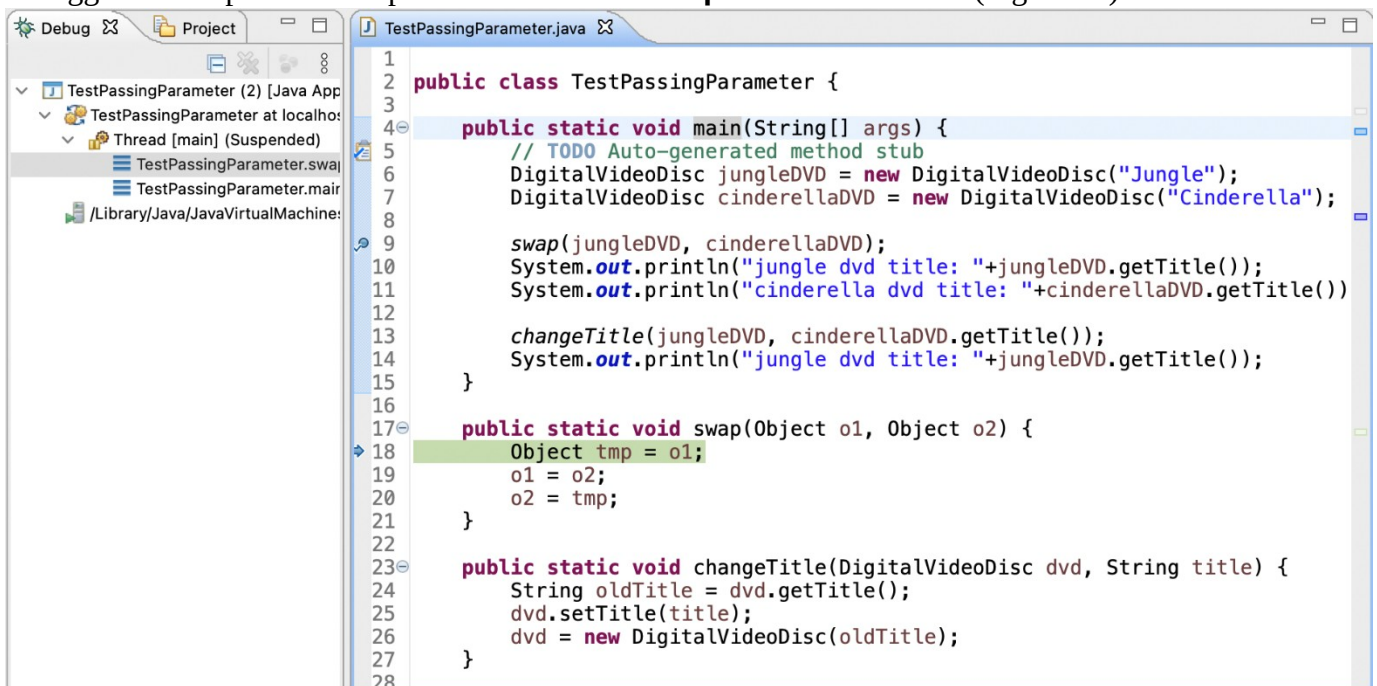 Debug Project
TestPassingParameter (2) [Java App
TestPassingParameter at localhos
Thread [main] (Suspended)
TestPassingParameter.swap
TestPassingParameter.main
/Library/Java/JavaVirtualMachines
TestPassingParameter.java
1
2 public class TestPassingParameter {
3
4 public static void main(String[] args) {
5 // TODO Auto-generated method stub
6 DigitalVideoDisc jungleDVD = new DigitalVideoDisc("Jungle");
7 DigitalVideoDisc cinderellaDVD = new DigitalVideoDisc("Cinderella");
8
9 swap(jungleDVD, cinderellaDVD);
10 System.out.println("jungle dvd title: "+jungleDVD.getTitle());
11 System.out.println("cinderella dvd title: "+cinderellaDVD.getTitle())
12
13 changeTitle(jungleDVD, cinderellaDVD.getTitle());
14 System.out.println("jungle dvd title: "+jungleDVD.getTitle());
15 }
16
17 public static void swap(Object o1, Object o2) {
18 Object tmp = o1;
19 o1 = o2;
20 o2 = tmp;
21 }
22
23 public static void changeTitle(DigitalVideoDisc dvd, String title) {
24 String oldTitle = dvd.getTitle();
25 dvd.setTitle(title);
26 dvd = new DigitalVideoDisc(oldTitle);
27 }
28